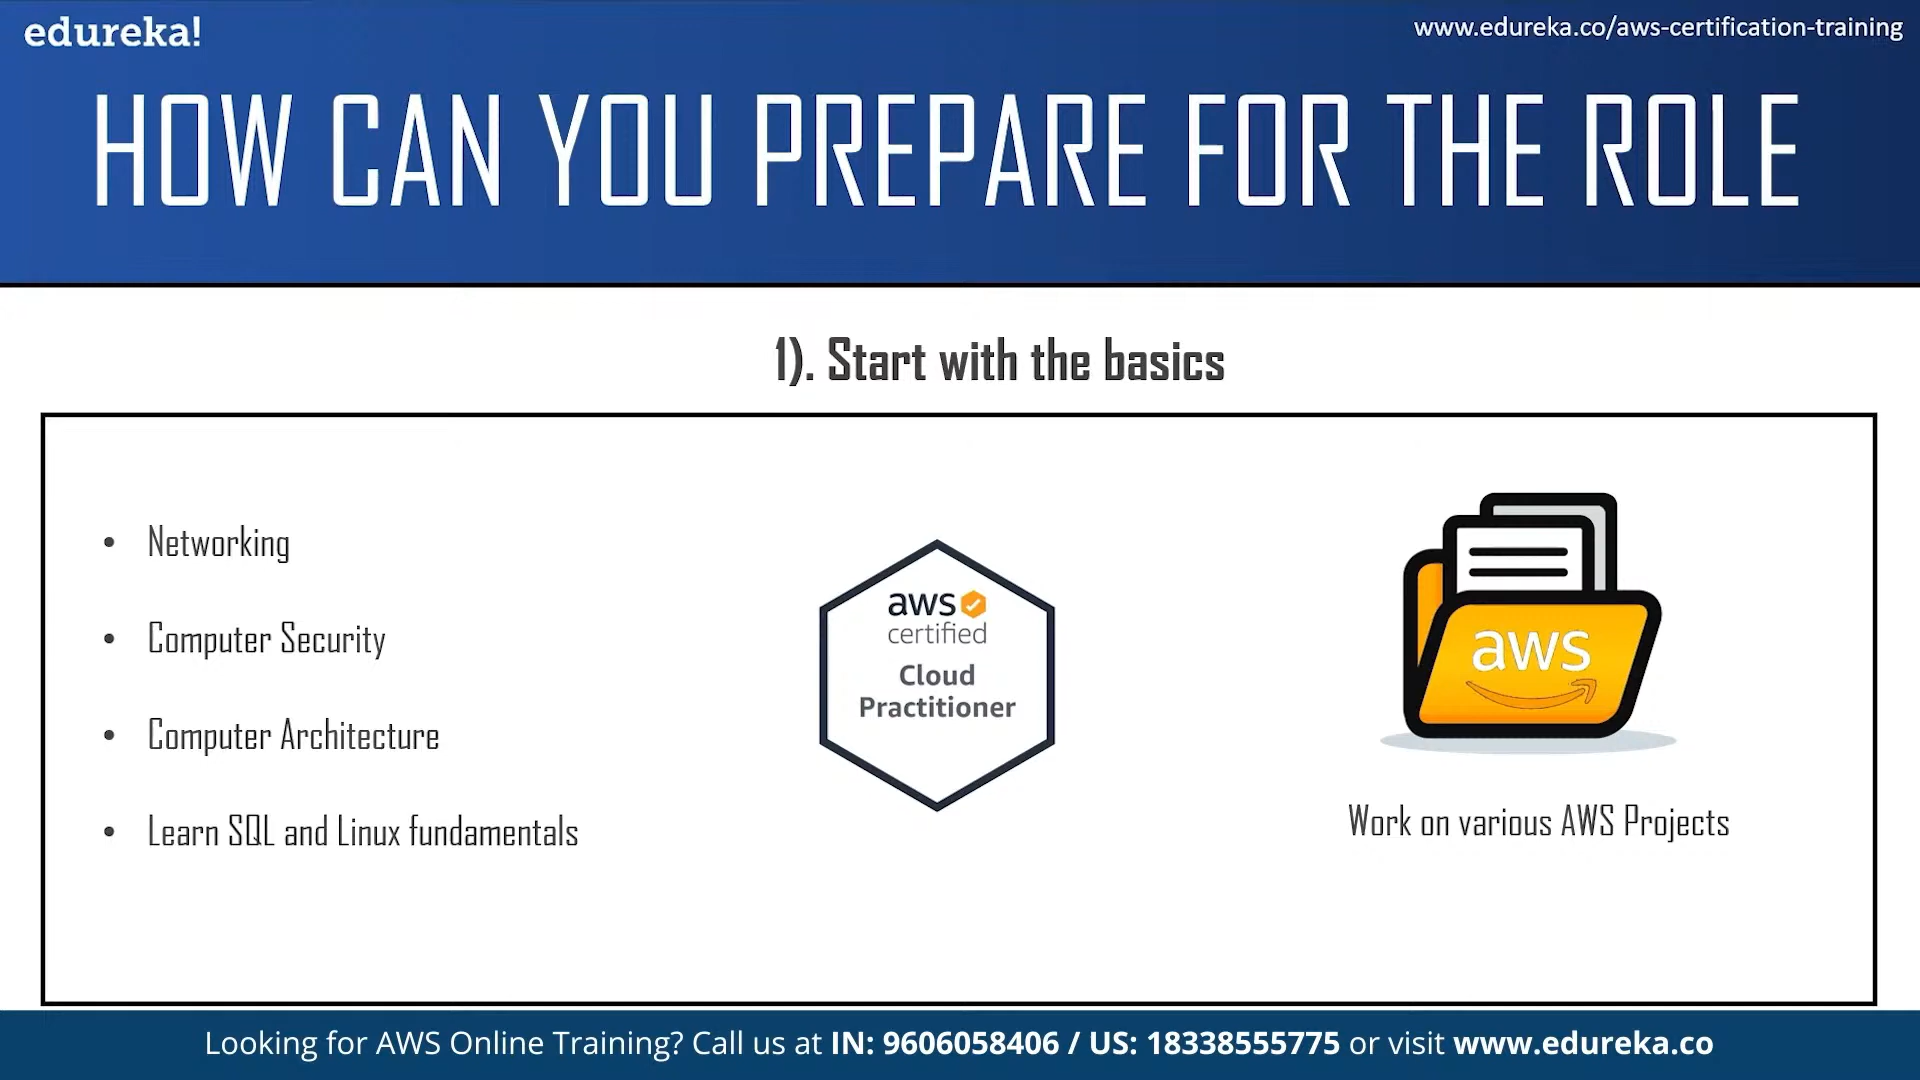 edureka!
www.edureka.co/aws-certification-training
HOW CAN YOU PREPARE FOR THE ROLE
1). Start with the basics
• Networking
• Computer Security
• Computer Architecture
• Learn SQL and Linux fundamentals
aws
certified
Cloud
Practitioner
aws
Work on various AWS Projects
Looking for AWS Online Training? Call us at IN: 9606058406 / US: 18338555775 or visit www.edureka.co